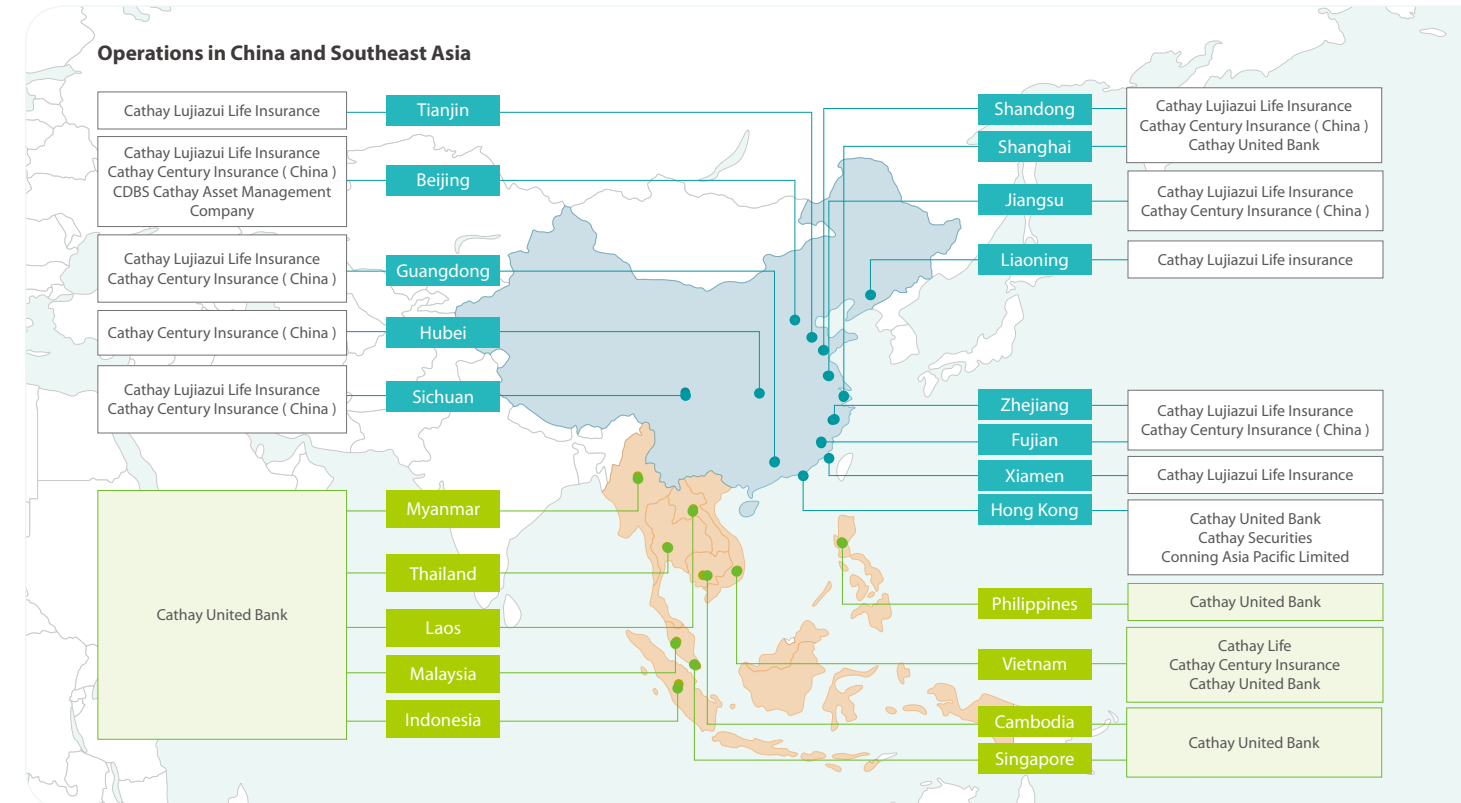 Operations in China and Southeast Asia
Cathay Lujiazui Life Insurance
Tianjin
Cathay Lujiazui Life Insurance
Cathay Century Insurance ( China )
CDBS Cathay Asset Management
Company
Beijing
Cathay Lujiazui Life Insurance
Cathay Century Insurance ( China )
Guangdong
Cathay Century Insurance ( China )
Hubei
Cathay Lujiazui Life Insurance
Cathay Century Insurance ( China )
Sichuan
Cathay United Bank
Myanmar
Thailand
Laos
Malaysia
Indonesia
Shandong
Shanghai
Cathay Lujiazui Life Insurance
Cathay Century Insurance ( China )
Cathay United Bank
Jiangsu
Cathay Lujiazui Life Insurance
Cathay Century Insurance ( China )
Liaoning
Cathay Lujiazui Life insurance
Zhejiang
Fujian
Cathay Lujiazui Life Insurance
Cathay Century Insurance ( China )
Xiamen
Cathay Lujiazui Life Insurance
Hong Kong
Cathay United Bank
Cathay Securities
Conning Asia Pacific Limited
Philippines
Cathay United Bank
Vietnam
Cathay Life
Cathay Century Insurance
Cathay United Bank
Cambodia
Singapore
Cathay United Bank